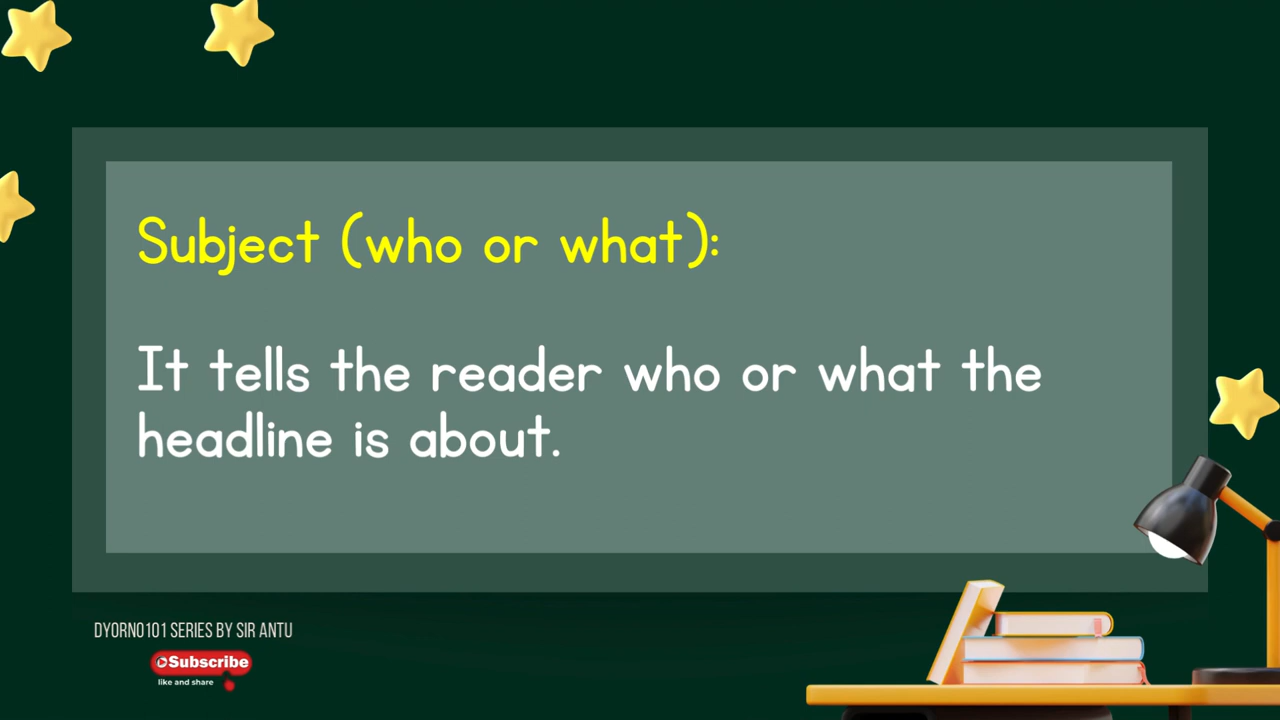 Subject (who or what):
It tells the reader who or what the
headline is about.
DYORNO101 SERIES BY SIR ANTU
Subscribe
like and share